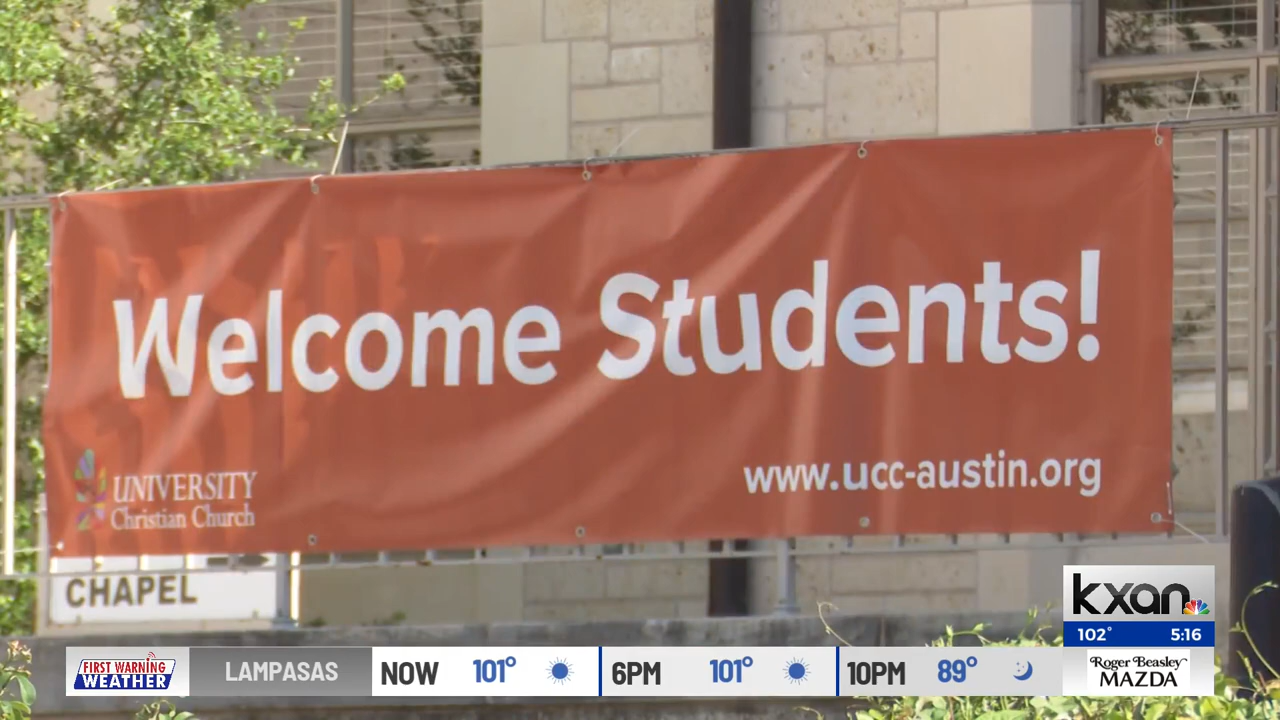 Welcome Students!
www.ucc-austin.org
UNIVERSITY
Christian Church
CHAPEL
kxan
102° 5:16
FIRST WARNING
WEATHER
LAMPASAS
NOW 101°
6PM 101°
10PM 89°
Roger Beasley
MAZDA